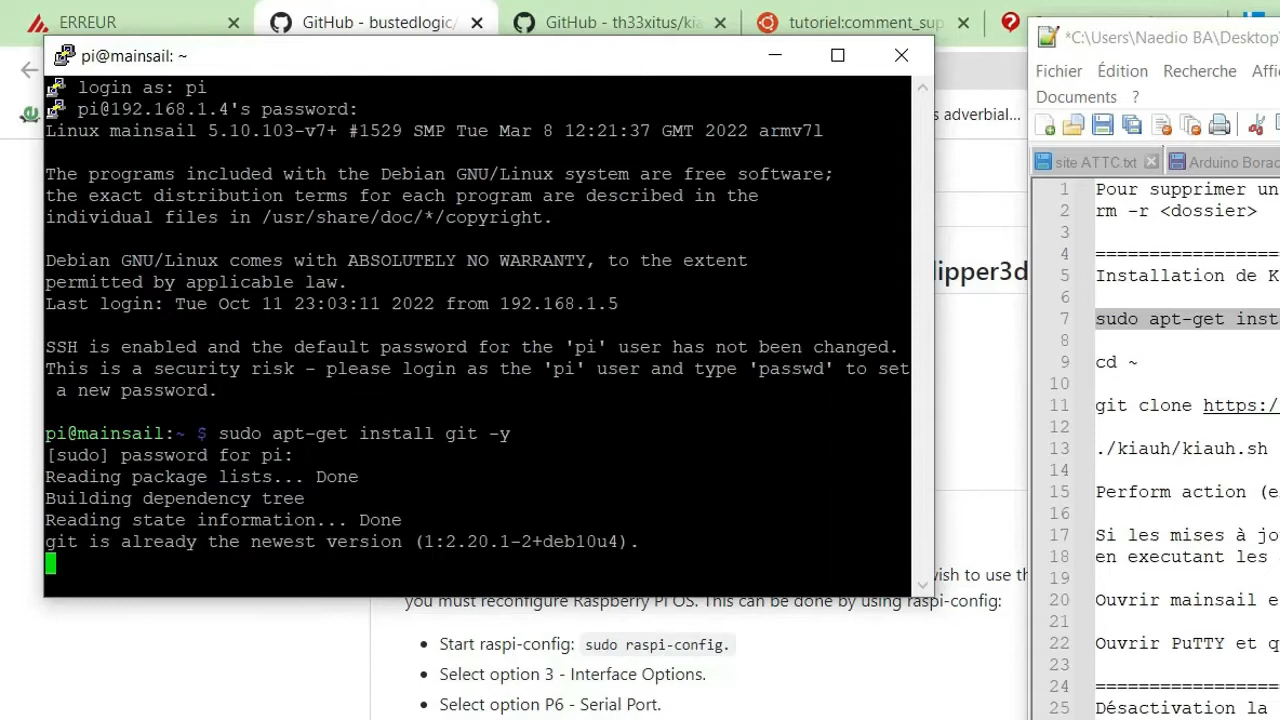 ERREUR
GitHub - bustedlogic/
GitHub - th33xitus/kia
tutoriel:comment_sup
pi@mainsail: ~
login as: pi
pi@192.168.1.4's password:
Linux mainsail 5.10.103-v7+ #1529 SMP Tue Mar 8 12:21:37 GMT 2022 armv7l
The programs included with the Debian GNU/Linux system are free software;
the exact distribution terms for each program are described in the
individual files in /usr/share/doc/*/copyright.
Debian GNU/Linux comes with ABSOLUTELY NO WARRANTY, to the extent
permitted by applicable law.
Last login: Tue Oct 11 23:03:11 2022 from 192.168.1.5
SSH is enabled and the default password for the 'pi' user has not been changed.
This is a security risk - please login as the 'pi' user and type 'passwd' to set
a new password.
pi@mainsail:~ $ sudo apt-get install git -y
[sudo] password for pi:
Reading package lists... Done
Building dependency tree
Reading state information... Done
git is already the newest version (1:2.20.1-2+deb10u4).
s adverbial...
lipper3d
wish to use th
you must reconfigure Raspberry Pi OS. This can be done by using raspi-config:
• Start raspi-config: sudo raspi-config.
• Select option 3 - Interface Options.
• Select option P6 - Serial Port.
*C:\Users\Naedio BA\Desktop\
Fichier Édition Recherche Affi
Documents ?
site ATTC.txt Arduino Borad
1 Pour supprimer un
2 rm -r <dossier>
3
4 =================
5 Installation de K
6
7 sudo apt-get inst
8
9 cd ~
10
11 git clone https:/
12
13 ./kiauh/kiauh.sh
14
15 Perform action (e
16
17 Si les mises à jo
18 en executant les
19
20 Ouvrir mainsail e
21
22 Ouvrir PuTTY et q
23
24 =================
25 Désactivation la